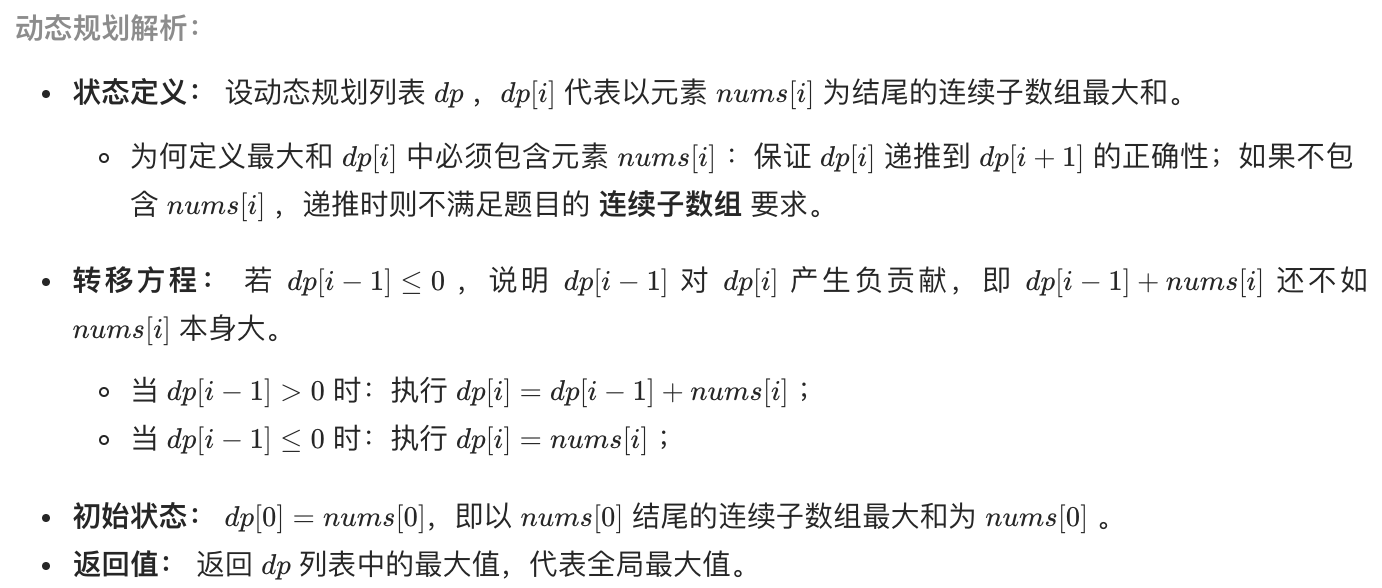 动态规划解析：
• 状态定义： 设动态规划列表 dp ，dp[i] 代表以元素 nums[i] 为结尾的连续子数组最大和。
◦ 为何定义最大和 dp[i] 中必须包含元素 nums[i] ：保证 dp[i] 递推到 dp[i + 1] 的正确性；如果不包
含 nums[i] ，递推时则不满足题目的 连续子数组 要求。
• 转移方程： 若 dp[i − 1] ≤ 0 ，说明 dp[i − 1] 对 dp[i] 产生负贡献，即 dp[i − 1] + nums[i] 还不如
nums[i] 本身大。
◦ 当 dp[i − 1] > 0 时：执行 dp[i] = dp[i − 1] + nums[i] ；
◦ 当 dp[i − 1] ≤ 0 时：执行 dp[i] = nums[i] ；
• 初始状态： dp[0] = nums[0]，即以 nums[0] 结尾的连续子数组最大和为 nums[0] 。
• 返回值： 返回 dp 列表中的最大值，代表全局最大值。